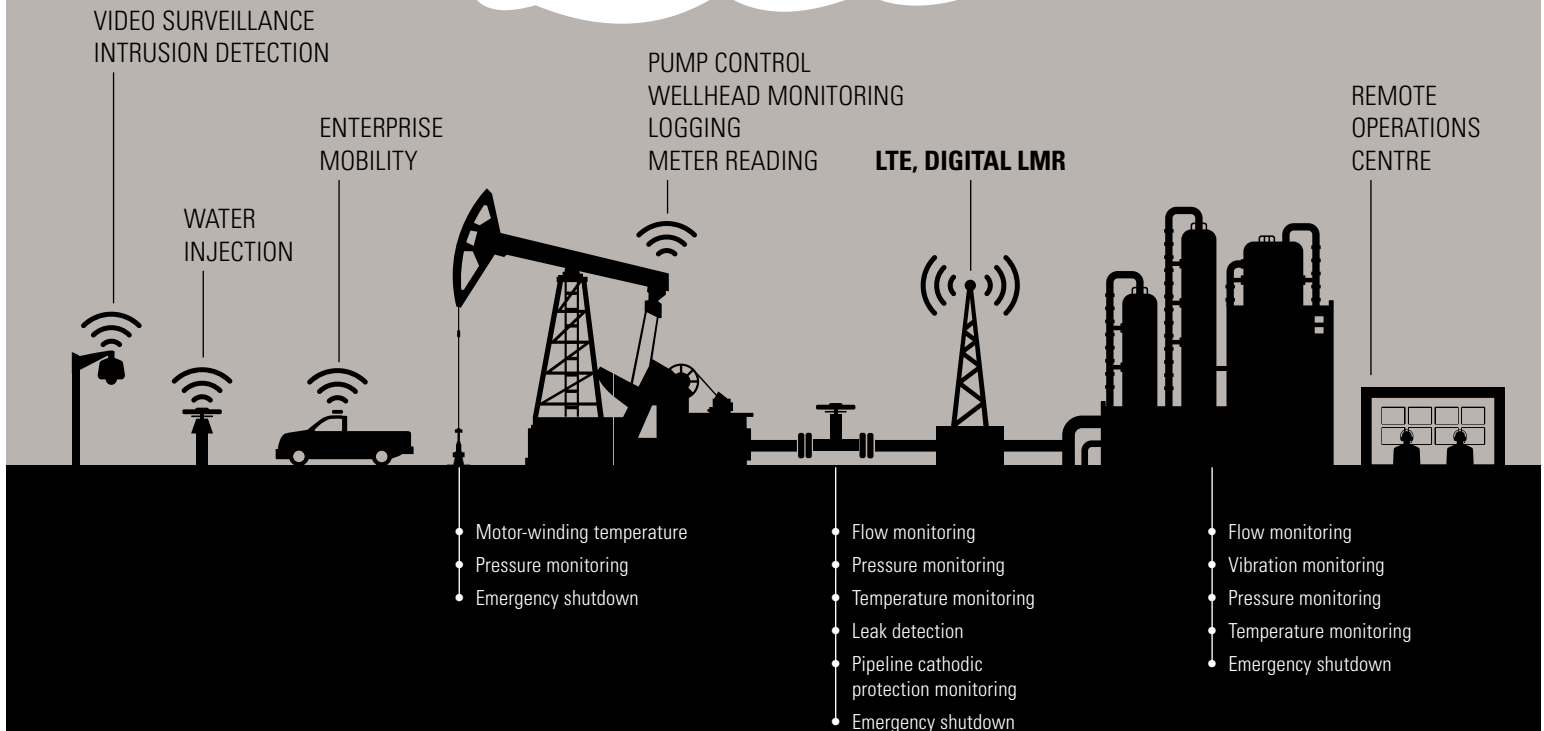 VIDEO SURVEILLANCE
INTRUSION DETECTION
WATER
INJECTION
ENTERPRISE
MOBILITY
PUMP CONTROL
WELLHEAD MONITORING
LOGGING
METER READING
LTE, DIGITAL LMR
REMOTE
OPERATIONS
CENTRE
Motor-winding temperature
Pressure monitoring
Emergency shutdown
Flow monitoring
Pressure monitoring
Temperature monitoring
Leak detection
Pipeline cathodic
protection monitoring
Emergency shutdown
Flow monitoring
Vibration monitoring
Pressure monitoring
Temperature monitoring
Emergency shutdown